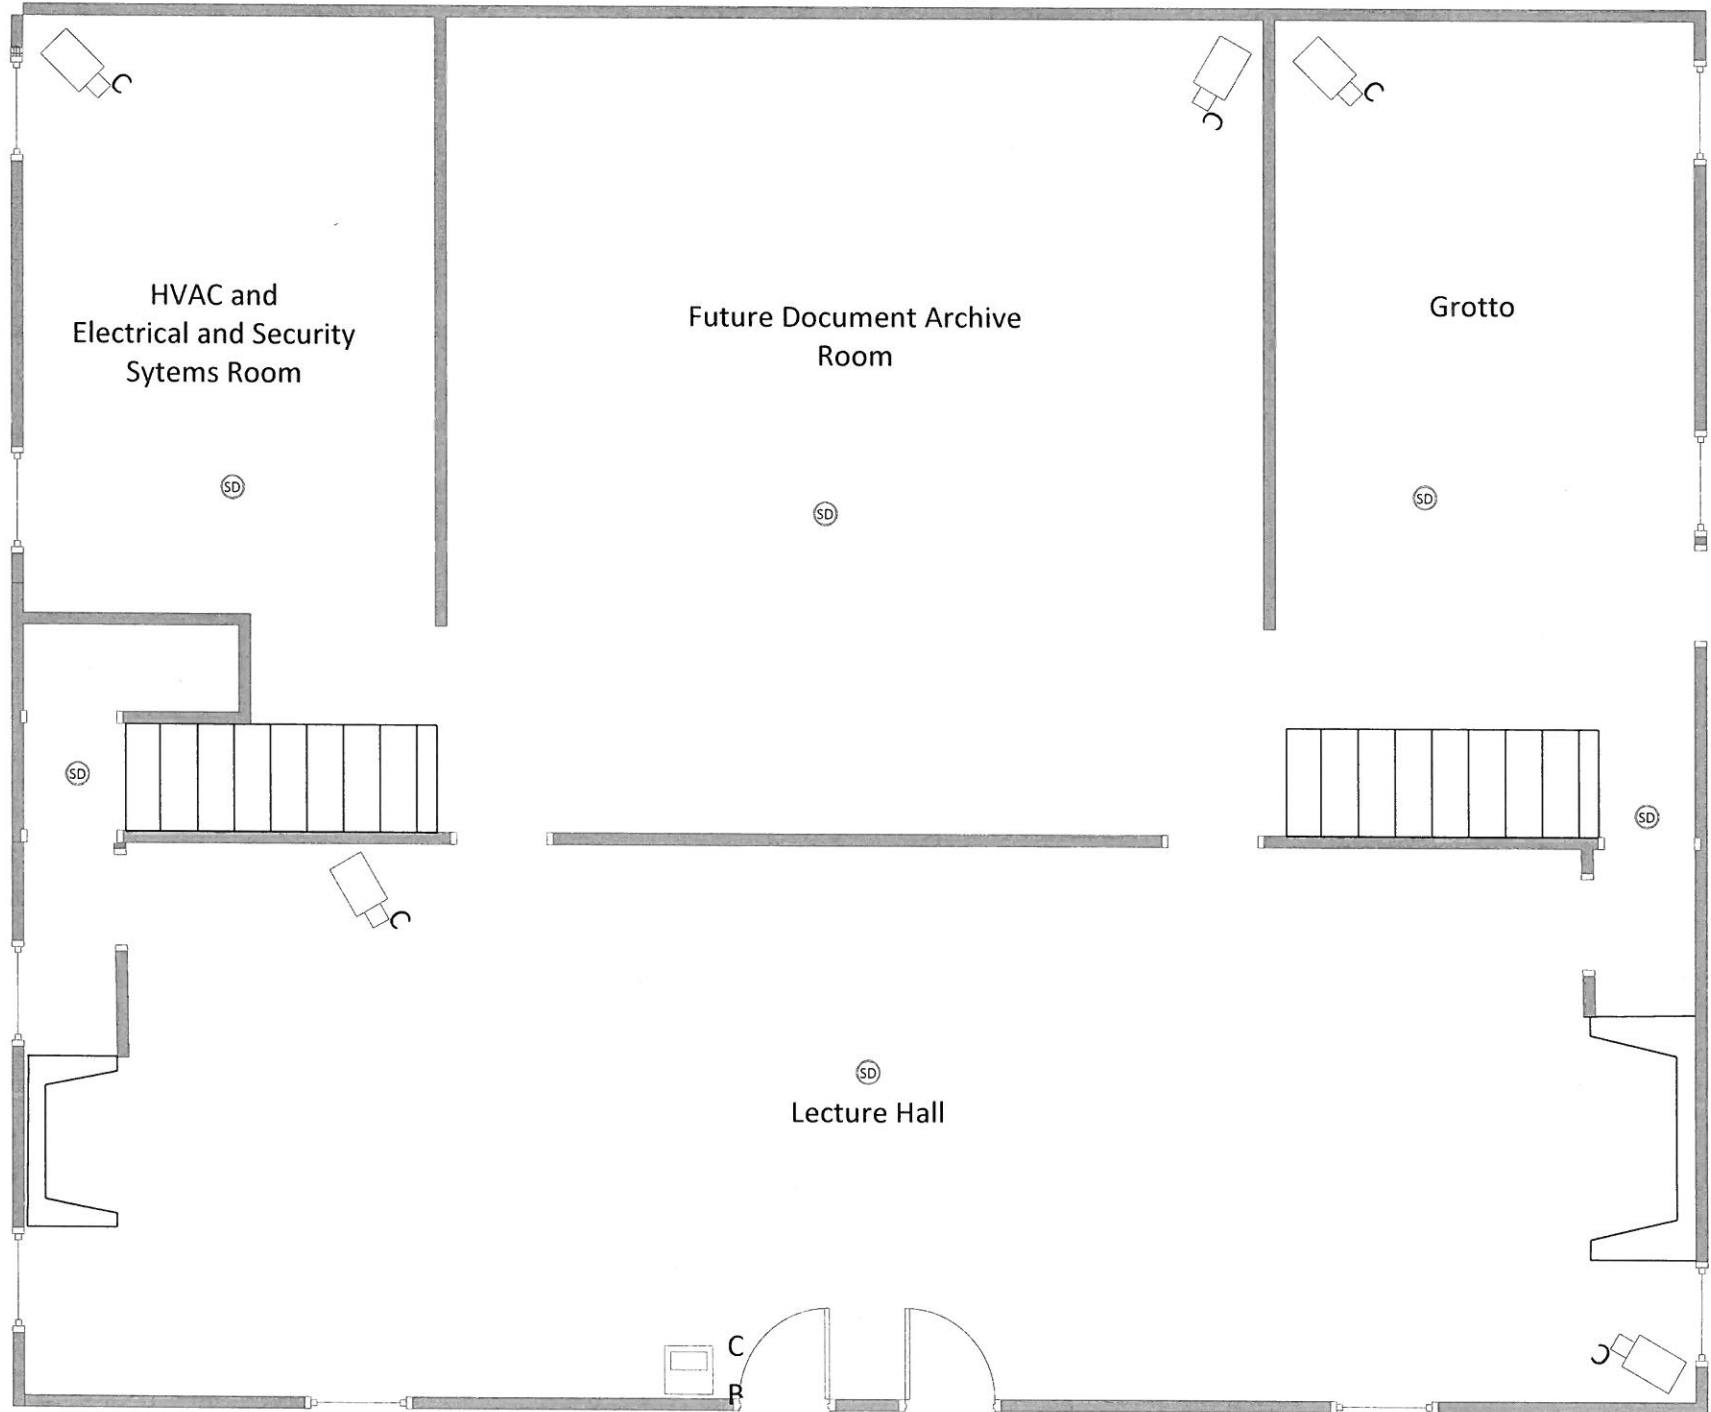 C
C
C
HVAC and
Electrical and Security
Sytems Room
Future Document Archive
Room
Grotto
SD
SD
SD
SD
SD
C
SD
Lecture Hall
C
C
B